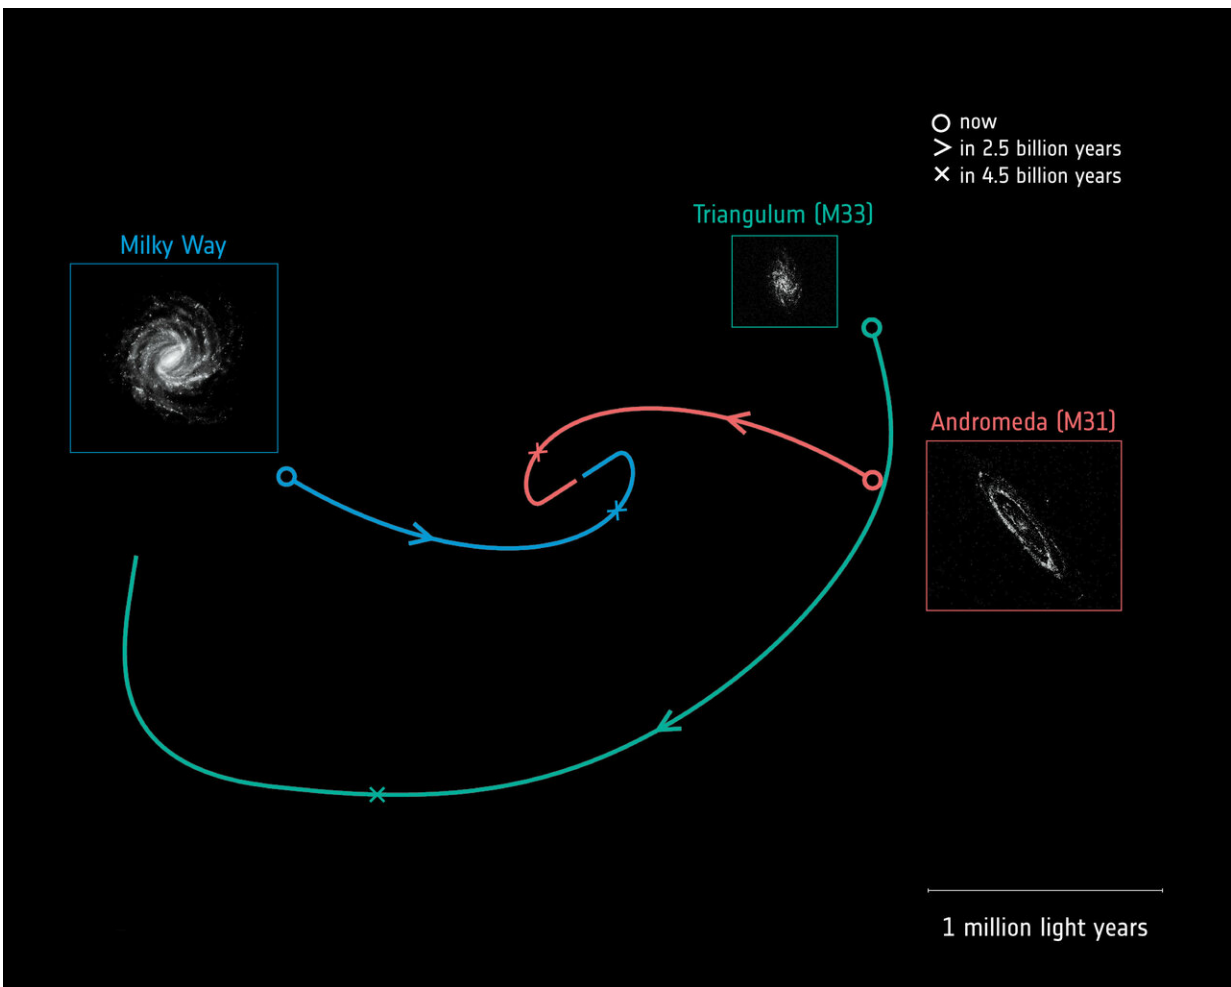 now
in 2.5 billion years
in 4.5 billion years
Triangulum (M33)
Milky Way
Andromeda (M31)
1 million light years